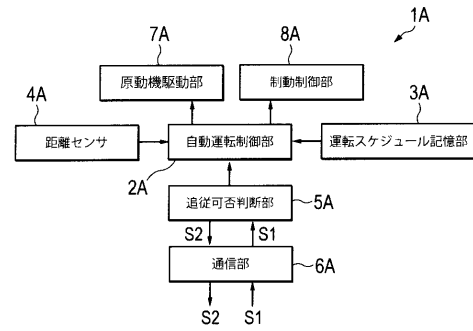 1A
7A
8A
原動機駆動部
制動制御部
4A
3A
距離センサ
自動運転制御部
運転スケジュール記憶部
2A
追従可否判断部
5A
S2
S1
通信部
6A
S2
S1